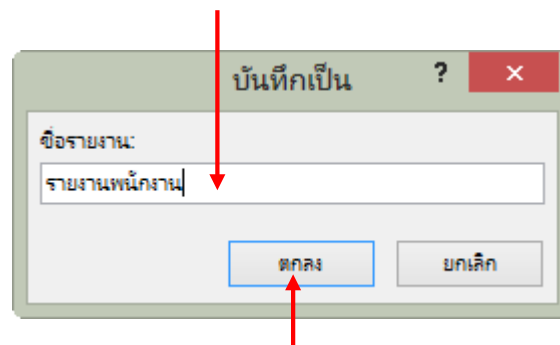 บันทึกเป็น ? ×
ชื่อรายงาน:
รายงานพนักงาน
ตกลง ยกเลิก